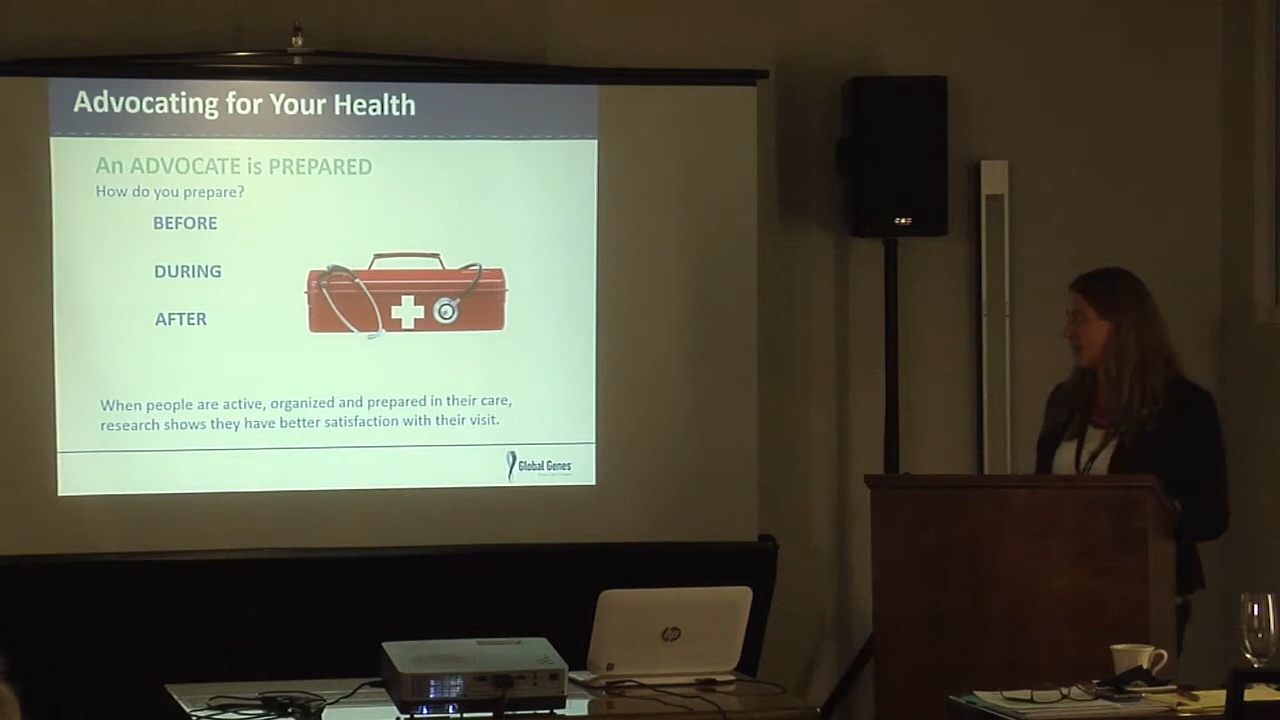 Advocating for Your Health
An ADVOCATE is PREPARED
How do you prepare?
BEFORE
DURING
AFTER
When people are active, organized and prepared in their care,
research shows they have better satisfaction with their visit.
Global Genes
hp